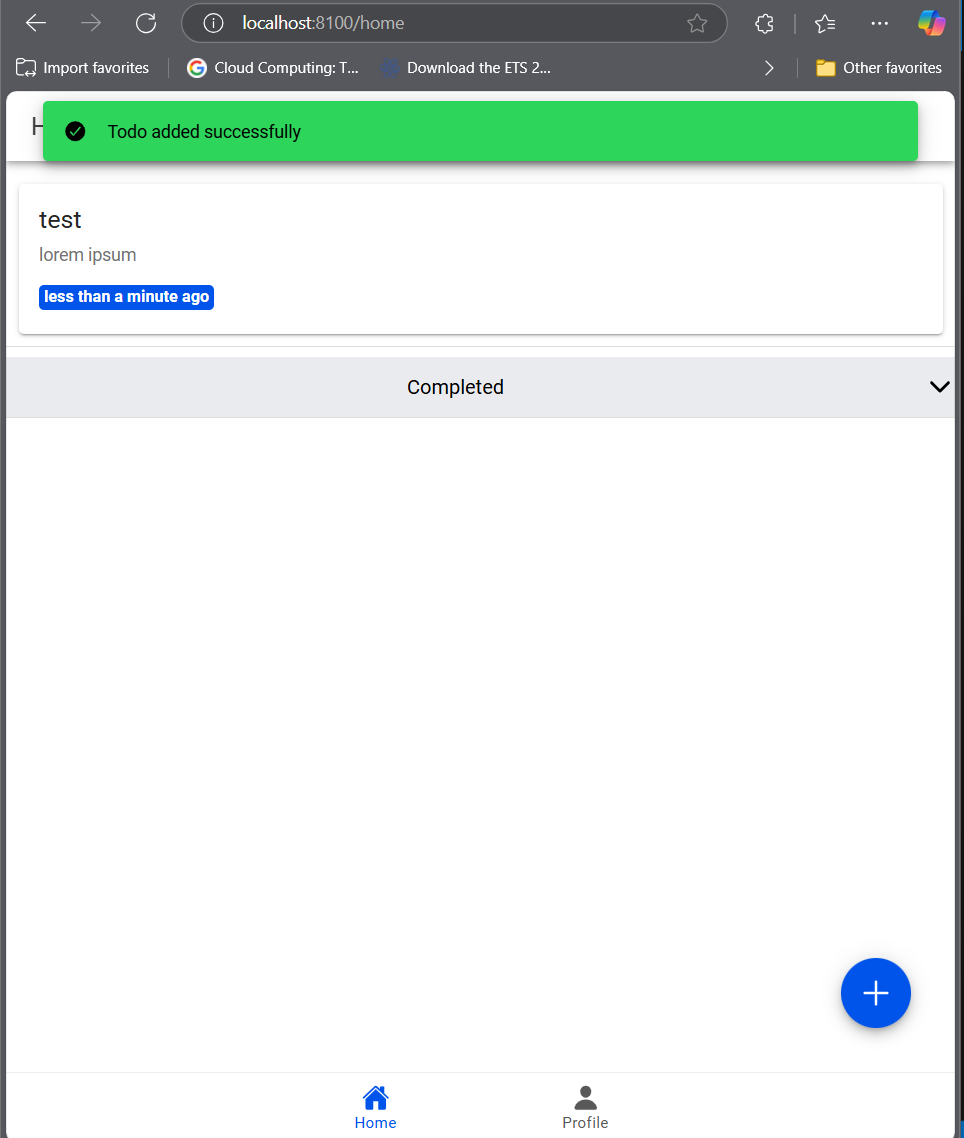 localhost:8100/home
Import favorites
Cloud Computing: T...
Download the ETS 2...
Other favorites
Todo added successfully
test
lorem ipsum
less than a minute ago
Completed
Home
Profile